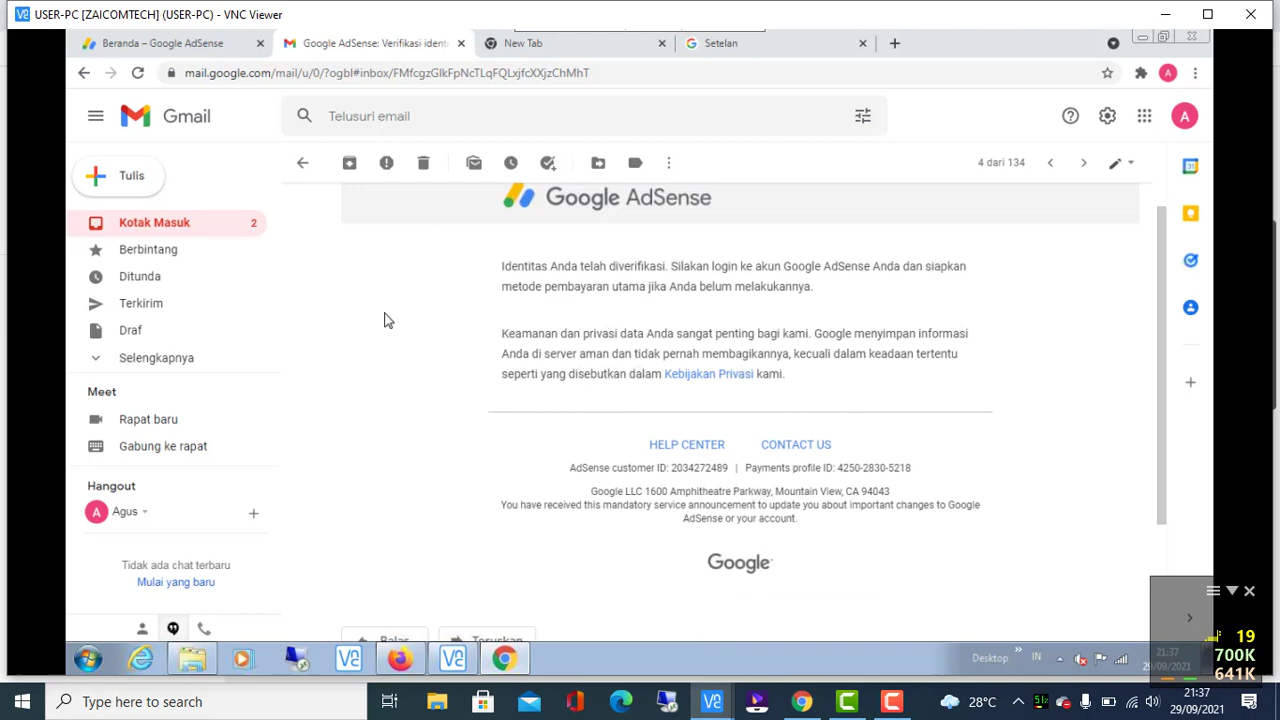 USER-PC [ZAICOMTECH] (USER-PC) - VNC Viewer
Beranda – Google AdSense
Google AdSense: Verifikasi ident
New Tab
Setelan
mail.google.com/mail/u/0/?ogbl#inbox/FMfcgzGlkFpNcTLqFQLxjfcXXjzChMhT
A
Gmail
Telusuri email
A
Tulis
4 dari 134
Kotak Masuk 2
Berbintang
Ditunda
Terkirim
Draf
Selengkapnya
Meet
Rapat baru
Gabung ke rapat
Hangout
A Agus
Tidak ada chat terbaru
Mulai yang baru
Google AdSense
Identitas Anda telah diverifikasi. Silakan login ke akun Google AdSense Anda dan siapkan
metode pembayaran utama jika Anda belum melakukannya.
Keamanan dan privasi data Anda sangat penting bagi kami. Google menyimpan informasi
Anda di server aman dan tidak pernah membagikannya, kecuali dalam keadaan tertentu
seperti yang disebutkan dalam Kebijakan Privasi kami.
HELP CENTER CONTACT US
AdSense customer ID: 2034272489 | Payments profile ID: 4250-2830-5218
Google LLC 1600 Amphitheatre Parkway, Mountain View, CA 94043
You have received this mandatory service announcement to update you about important changes to Google
AdSense or your account.
Google
Balas Teruskan
19
700K
641K
Desktop IN 21:37
29/09/2021
Type here to search
28°C
21:37
29/09/2021